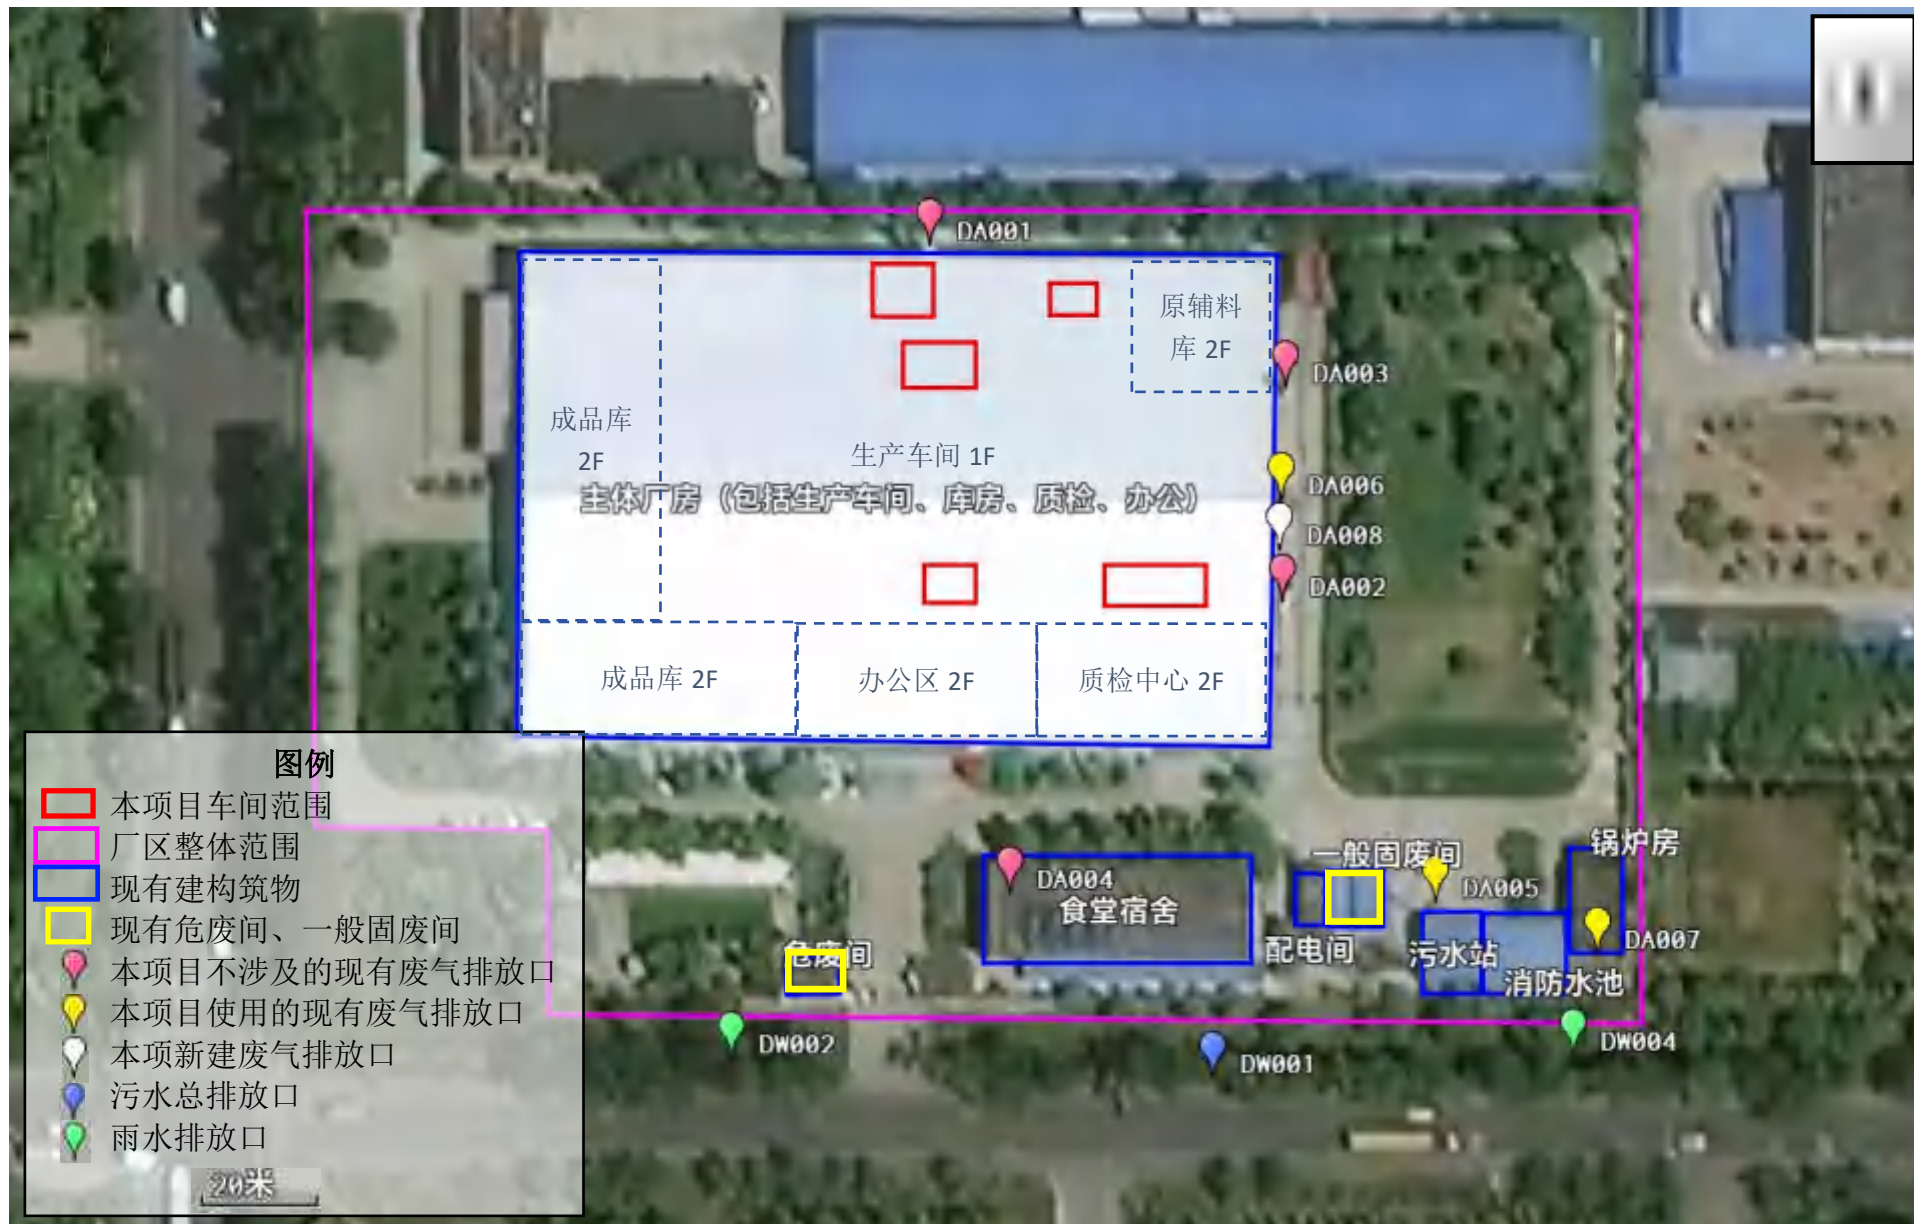 DA001
原辅料
库 2F
DA003
成品库
2F
生产车间 1F
DA006
主体厂房（包括生产车间、库房、质检、办公）
DA008
DA002
成品库 2F
办公区 2F
质检中心 2F
图例
本项目车间范围
厂区整体范围
现有建构筑物
现有危废间、一般固废间
本项目不涉及的现有废气排放口
本项目使用的现有废气排放口
本项新建废气排放口
污水总排放口
雨水排放口
20米
锅炉房
一般固废间
DA004
DA005
食堂宿舍
DA007
配电间
污水站
危废间
消防水池
DW002
DW001
DW004